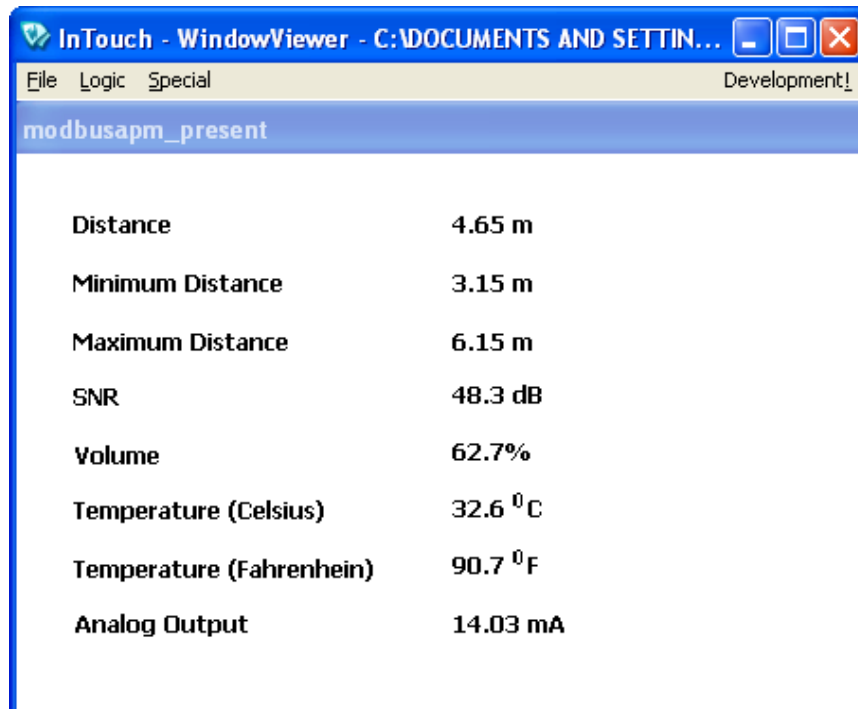 InTouch - WindowViewer - C:\DOCUMENTS AND SETTIN...
File Logic Special Development!
modbusapm_present
Distance 4.65 m
Minimum Distance 3.15 m
Maximum Distance 6.15 m
SNR 48.3 dB
Volume 62.7%
Temperature (Celsius) 32.6 ⁰C
Temperature (Fahrenhein) 90.7 ⁰F
Analog Output 14.03 mA